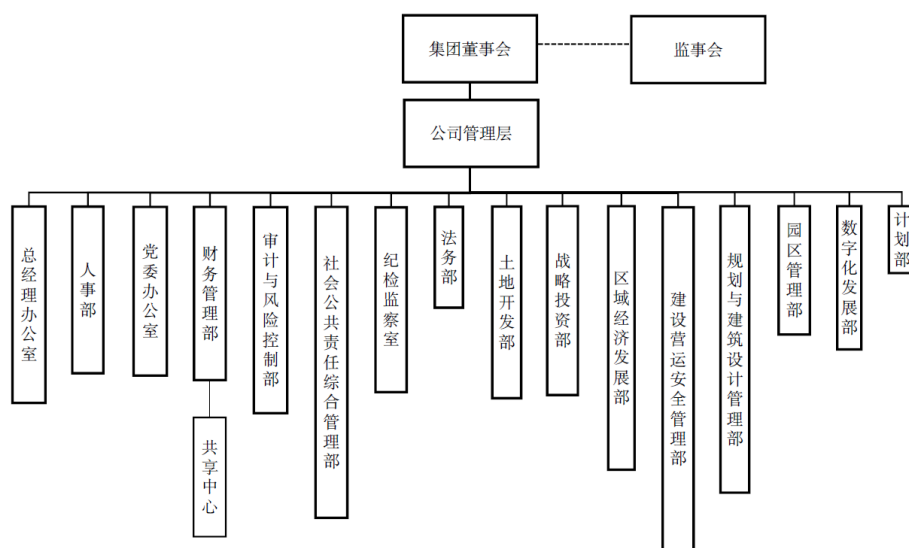 集团董事会
监事会
公司管理层
总经理办公室
人事部
党委办公室
财务管理部
审计与风险控制部
社会公共责任综合管理部
纪检监察室
法务部
土地开发部
战略投资部
区域经济发展部
建设营运安全管理部
规划与建筑设计管理部
园区管理部
数字化发展部
计划部
共享中心